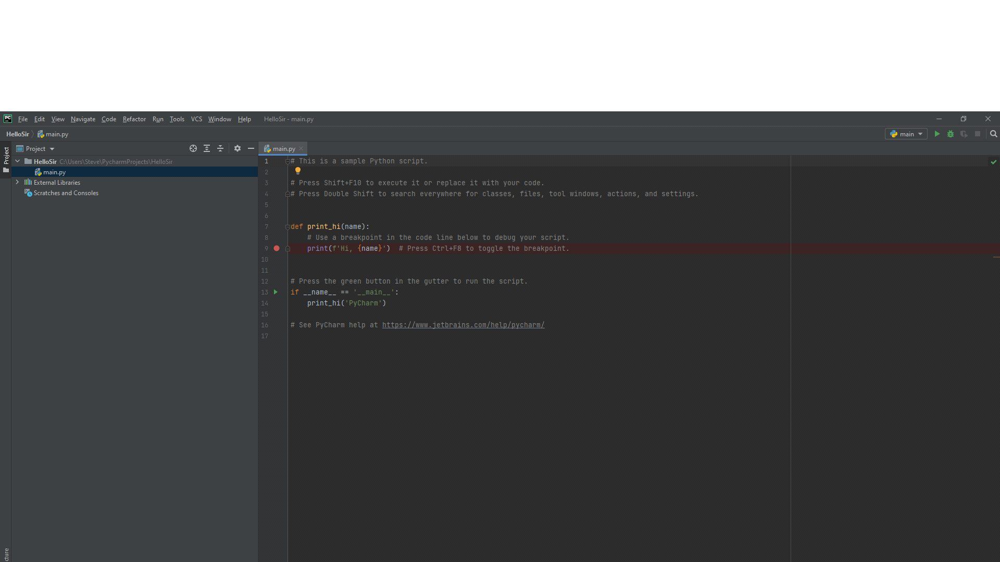 PC File Edit View Navigate Code Refactor Run Tools VCS Window Help HelloSir - main.py
HelloSir main.py main
Project Project main.py
HelloSir C:\Users\Steve\PycharmProjects\HelloSir
main.py
External Libraries
Scratches and Consoles
1 # This is a sample Python script.
2
3 # Press Shift+F10 to execute it or replace it with your code.
4 # Press Double Shift to search everywhere for classes, files, tool windows, actions, and settings.
5
6
7 def print_hi(name):
8     # Use a breakpoint in the code line below to debug your script.
9     print(f'Hi, {name}')  # Press Ctrl+F8 to toggle the breakpoint.
10
11
12 # Press the green button in the gutter to run the script.
13 if __name__ == '__main__':
14     print_hi('PyCharm')
15
16 # See PyCharm help at https://www.jetbrains.com/help/pycharm/
17
cture